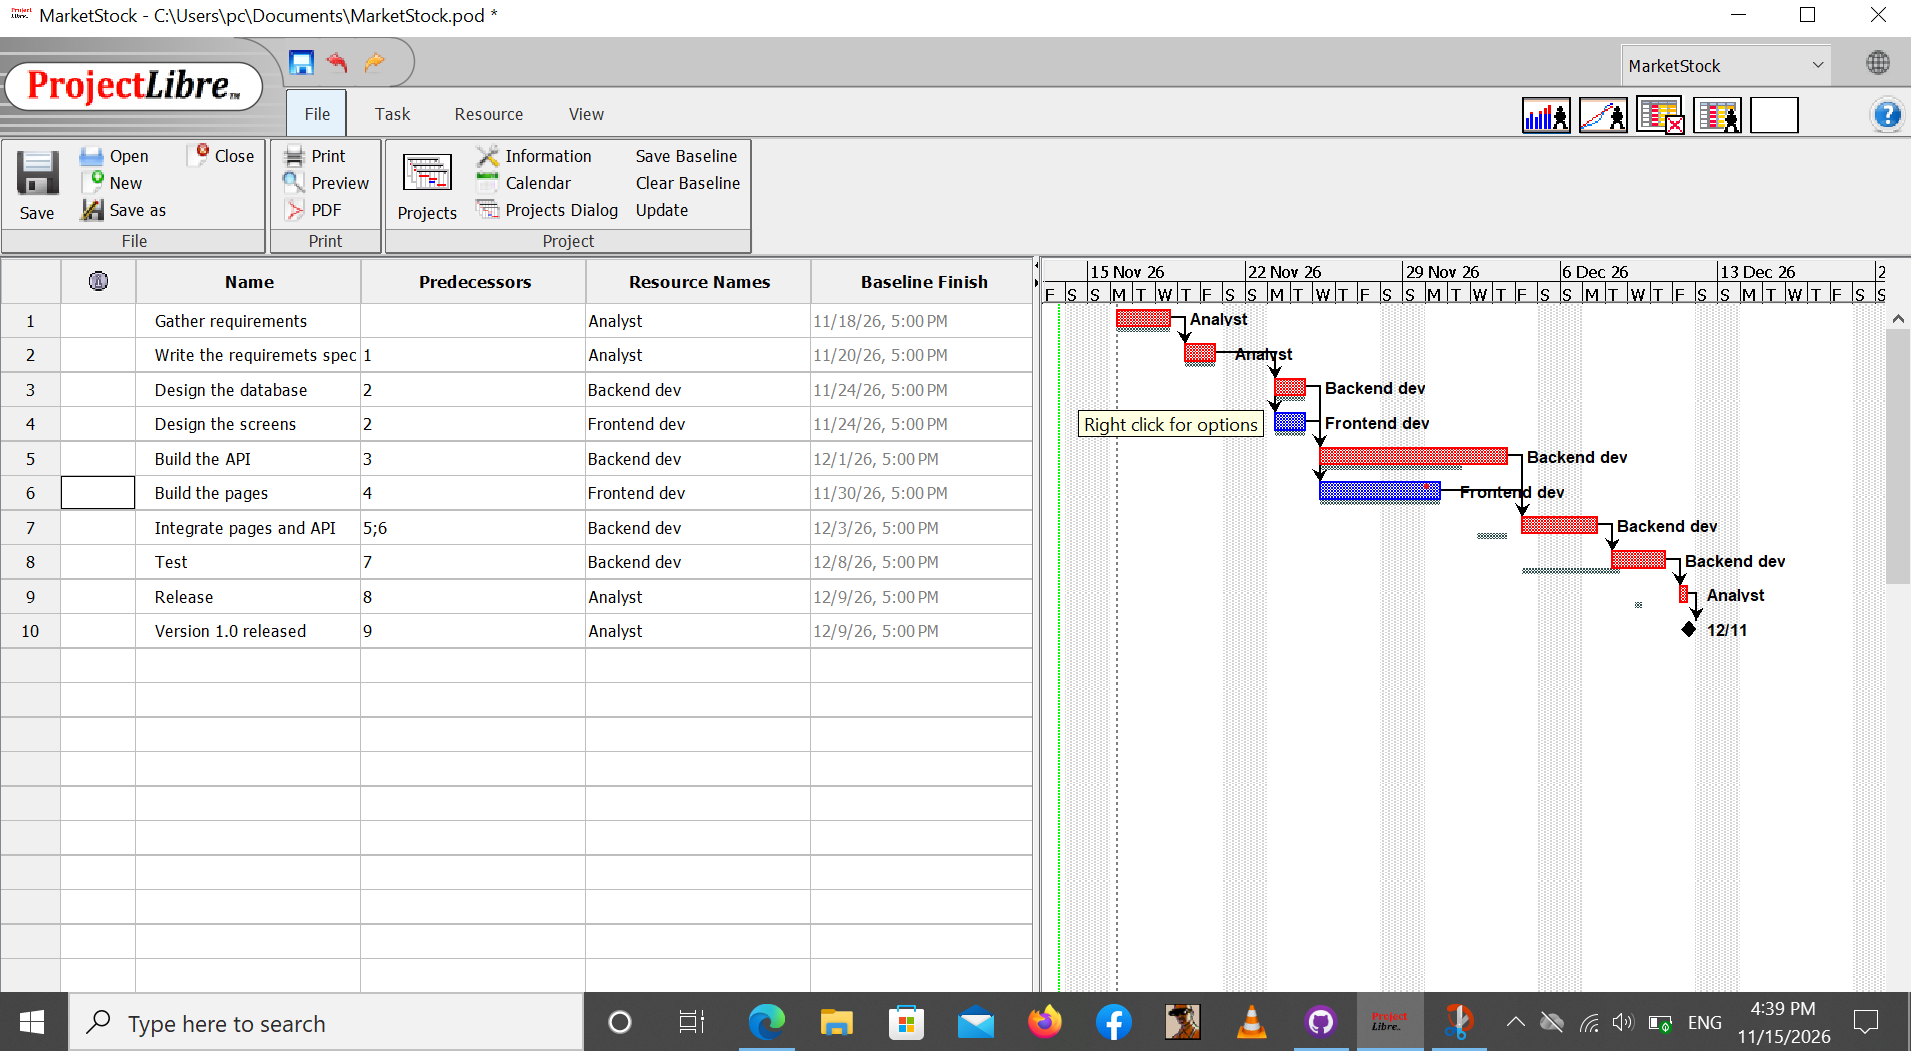 MarketStock - C:\Users\pc\Documents\MarketStock.pod *
ProjectLibre™
MarketStock
File Task Resource View
Save
Open
New
Save as
Close
File
Print
Preview
PDF
Print
Projects
Information
Calendar
Projects Dialog
Save Baseline
Clear Baseline
Update
Project
Name Predecessors Resource Names Baseline Finish
1 Gather requirements Analyst 11/18/26, 5:00 PM
2 Write the requiremets spec 1 Analyst 11/20/26, 5:00 PM
3 Design the database 2 Backend dev 11/24/26, 5:00 PM
4 Design the screens 2 Frontend dev 11/24/26, 5:00 PM
5 Build the API 3 Backend dev 12/1/26, 5:00 PM
6 Build the pages 4 Frontend dev 11/30/26, 5:00 PM
7 Integrate pages and API 5;6 Backend dev 12/3/26, 5:00 PM
8 Test 7 Backend dev 12/8/26, 5:00 PM
9 Release 8 Analyst 12/9/26, 5:00 PM
10 Version 1.0 released 9 Analyst 12/9/26, 5:00 PM
15 Nov 26 22 Nov 26 29 Nov 26 6 Dec 26 13 Dec 26 2
F S S M T W T F S S M T W T F S S M T W T F S S M T W T F S S M T W T F S S
Analyst
Analyst
Backend dev
Frontend dev
Right click for options
Backend dev
Frontend dev
Backend dev
Backend dev
Analyst
12/11
Type here to search
Project
Libre..
ENG
4:39 PM
11/15/2026